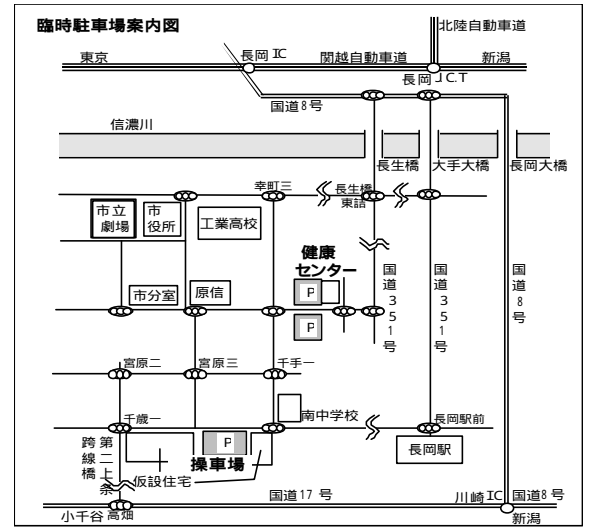 臨時駐車場案内図
北陸自動車道
東京
長岡 IC
関越自動車道
新潟
長岡 J.C.T
国道8号
信濃川
長生橋
大手大橋
長岡大橋
幸町三
長生橋
東詰
市立
劇場
市
役所
工業高校
健康
センター
P
P
国道351号
国道351号
国道8号
市分室
原信
宮原二
宮原三
千手一
南中学校
千歳一
長岡駅前
P
操車場
長岡駅
第二上条
跨線橋
仮設住宅
国道17号
川崎 IC
国道8号
小千谷
高畑
新潟